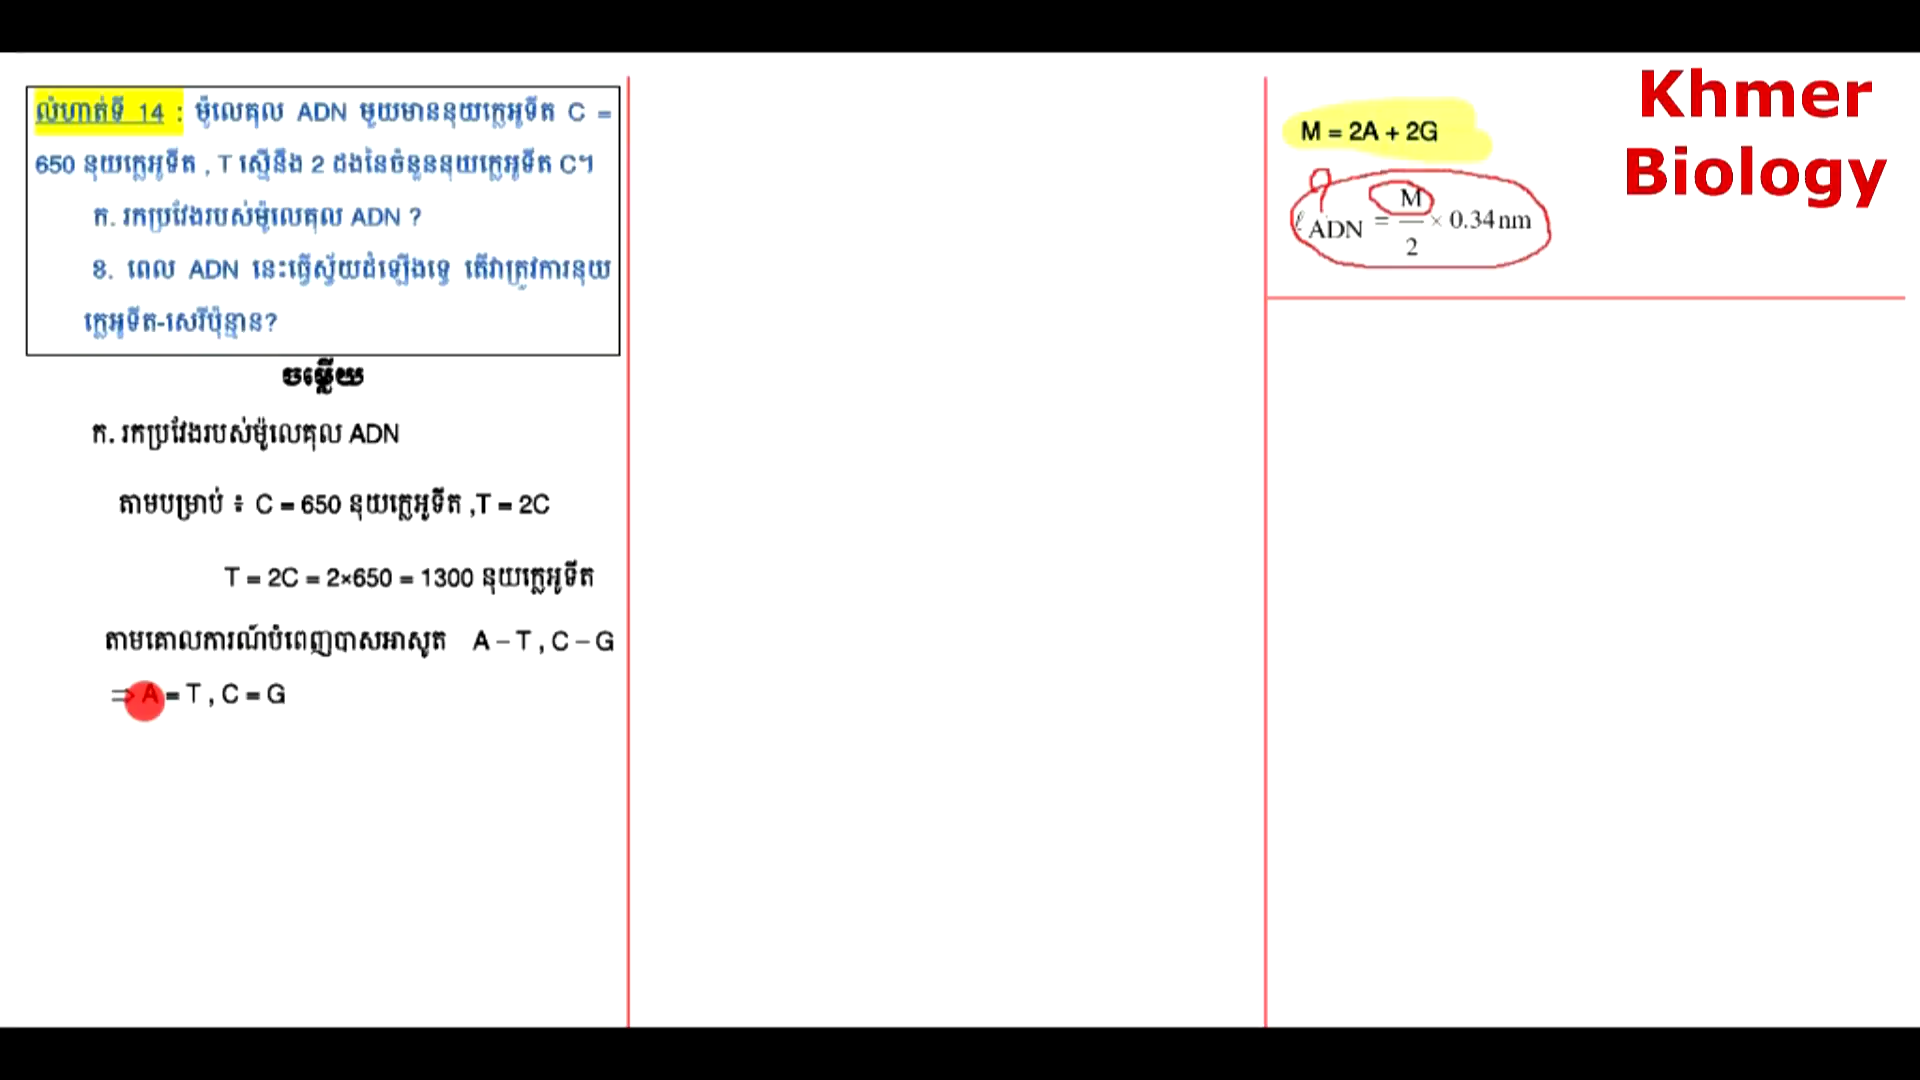 លំហាត់ទី 14 : ម៉ូលេគុល ADN មួយមាននុយក្លេអូទីត C =
650 នុយក្លេអូទីត , T ស្មើនឹង 2 ដងនៃចំនួននុយក្លេអូទីត C។
ក. រកប្រវែងរបស់ម៉ូលេគុល ADN ?
ខ. ពេល ADN នេះធ្វើស្វ័យដំឡើងទ្វេ តើវាត្រូវការនុយ
ក្លេអូទីត-សេរីប៉ុន្មាន?
ចម្លើយ
ក. រកប្រវែងរបស់ម៉ូលេគុល ADN
តាមបម្រាប់ ៖ C = 650 នុយក្លេអូទីត ,T = 2C
T = 2C = 2×650 = 1300 នុយក្លេអូទីត
តាមគោលការណ៍បំពេញបាសអាសូត A – T , C – G
⇒ A = T , C = G
M = 2A + 2G
ℓ ADN = M/2 × 0.34 nm
Khmer
Biology